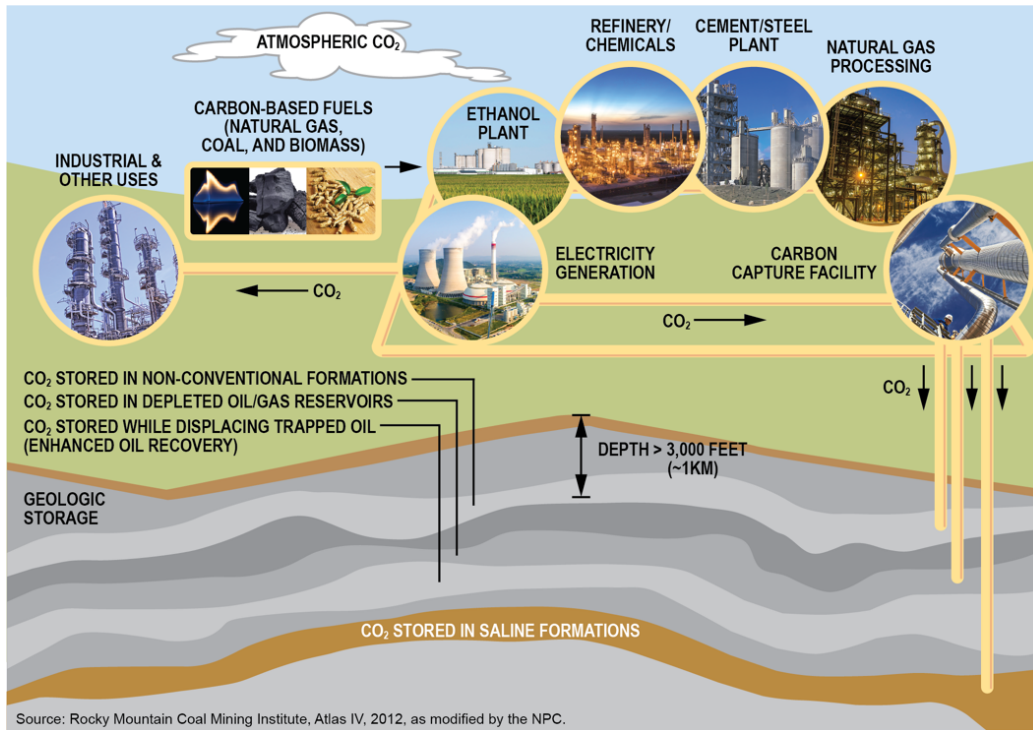 ATMOSPHERIC CO₂
REFINERY/
CHEMICALS
CEMENT/STEEL
PLANT
NATURAL GAS
PROCESSING
CARBON-BASED FUELS
(NATURAL GAS,
COAL, AND BIOMASS)
ETHANOL
PLANT
INDUSTRIAL &
OTHER USES
ELECTRICITY
GENERATION
CARBON
CAPTURE FACILITY
CO₂
CO₂
CO₂
CO₂ STORED IN NON-CONVENTIONAL FORMATIONS
CO₂ STORED IN DEPLETED OIL/GAS RESERVOIRS
CO₂ STORED WHILE DISPLACING TRAPPED OIL
(ENHANCED OIL RECOVERY)
DEPTH > 3,000 FEET
(~1KM)
GEOLOGIC
STORAGE
CO₂ STORED IN SALINE FORMATIONS
Source: Rocky Mountain Coal Mining Institute, Atlas IV, 2012, as modified by the NPC.